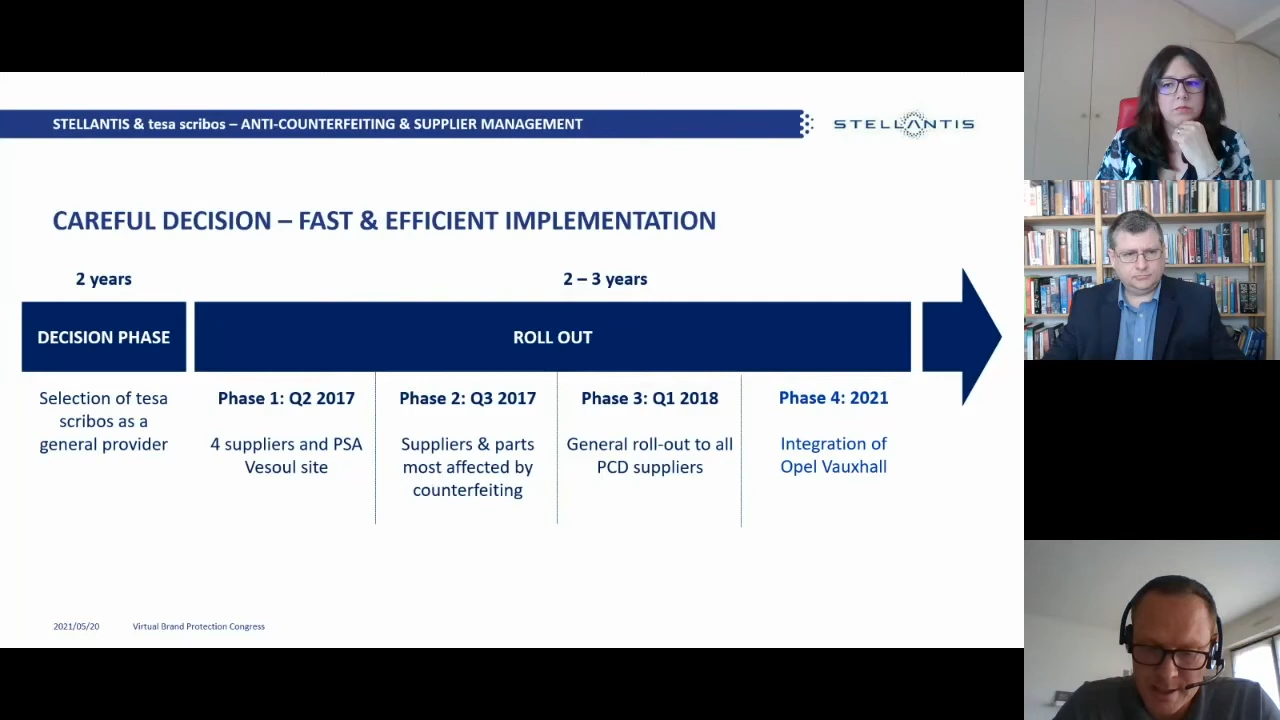 STELLANTIS & tesa scribos – ANTI-COUNTERFEITING & SUPPLIER MANAGEMENT
STELLANTIS
CAREFUL DECISION – FAST & EFFICIENT IMPLEMENTATION
2 years
2 – 3 years
DECISION PHASE
ROLL OUT
Selection of tesa
scribos as a
general provider
Phase 1: Q2 2017
4 suppliers and PSA
Vesoul site
Phase 2: Q3 2017
Suppliers & parts
most affected by
counterfeiting
Phase 3: Q1 2018
General roll-out to all
PCD suppliers
Phase 4: 2021
Integration of
Opel Vauxhall
2021/05/20
Virtual Brand Protection Congress